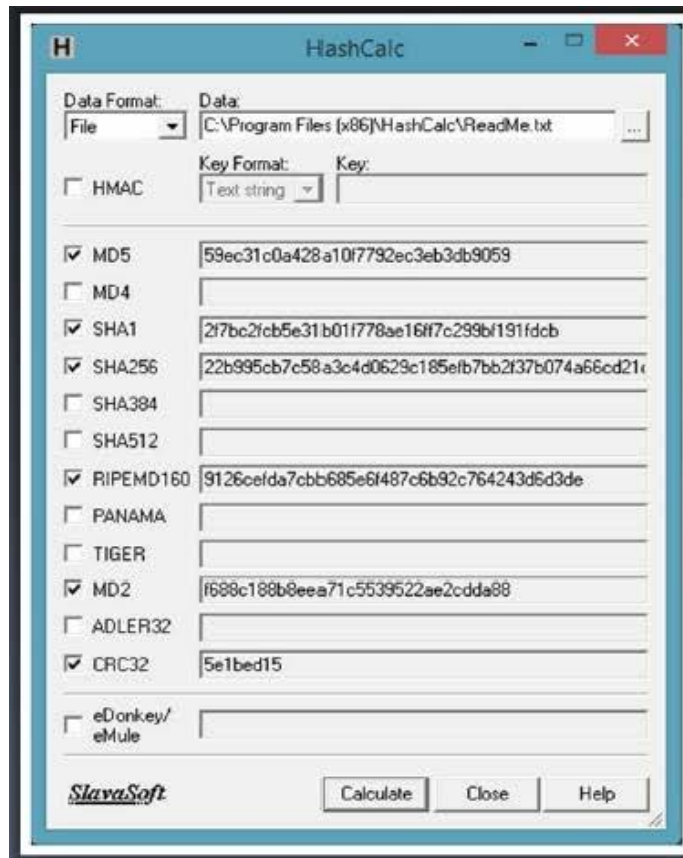 H HashCalc
Data Format: Data:
File C:\Program Files (x86)\HashCalc\ReadMe.txt ...
Key Format: Key:
HMAC Text string
MD5 59ec31c0a428a10f7792ec3eb3db9059
MD4
SHA1 2f7bc2fcb5e31b01f778ae16ff7c299bf191fdcb
SHA256 22b995cb7c58a3c4d0629c185efb7bb2f37b074a66cd21c
SHA384
SHA512
RIPEMD160 9126cefda7cbb685e6f487c6b92c764243d6d3de
PANAMA
TIGER
MD2 f688c188b8eea71c5539522ae2cdda88
ADLER32
CRC32 5e1bed15
eDonkey/
eMule
SlavaSoft Calculate Close Help